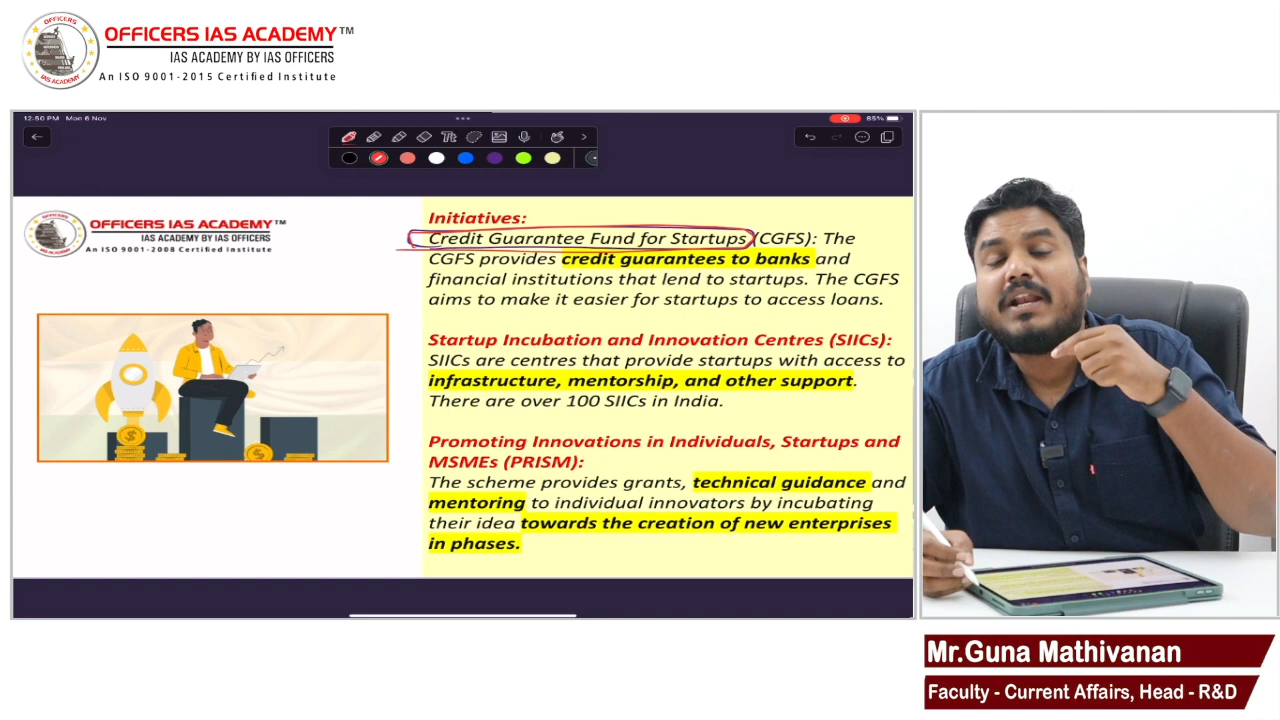 OFFICERS IAS ACADEMY™
IAS ACADEMY BY IAS OFFICERS
An ISO 9001-2015 Certified Institute
OFFICERS
IAS ACADEMY
12:50 PM Mon 6 Nov
85%
Tt
OFFICERS IAS ACADEMY™
IAS ACADEMY BY IAS OFFICERS
An ISO 9001-2008 Certified Institute
Initiatives:
Credit Guarantee Fund for Startups (CGFS): The
CGFS provides credit guarantees to banks and
financial institutions that lend to startups. The CGFS
aims to make it easier for startups to access loans.
Startup Incubation and Innovation Centres (SIICs):
SIICs are centres that provide startups with access to
infrastructure, mentorship, and other support.
There are over 100 SIICs in India.
Promoting Innovations in Individuals, Startups and
MSMEs (PRISM):
The scheme provides grants, technical guidance and
mentoring to individual innovators by incubating
their idea towards the creation of new enterprises
in phases.
Mr.Guna Mathivanan
Faculty - Current Affairs, Head - R&D